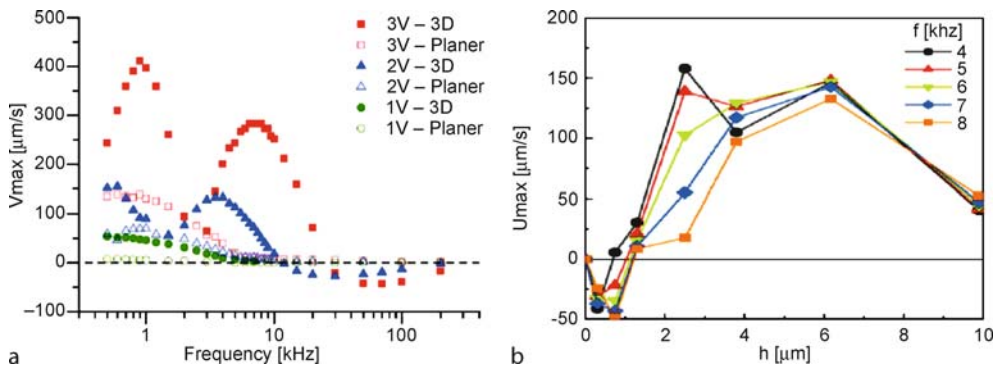 500
400
300
200
100
0
−100
Vmax [μm/s]
1
10
100
Frequency [kHz]
3V – 3D
3V – Planer
2V – 3D
2V – Planer
1V – 3D
1V – Planer
a
200
150
100
50
0
-50
Umax [μm/s]
0
2
4
6
8
10
h [μm]
f [khz]
4
5
6
7
8
b